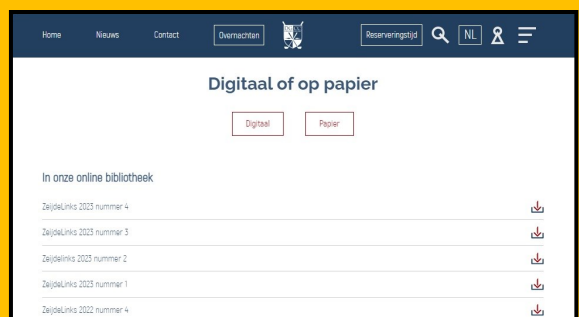 Home Nieuws Contact Overnachten Reserveringstijd NL
Digitaal of op papier
Digitaal Papier
In onze online bibliotheek
ZeijdeLinks 2023 nummer 4
ZeijdeLinks 2023 nummer 3
Zeijdelinks 2023 nummer 2
ZeijdeLinks 2023 nummer 1
ZeijdeLinks 2022 nummer 4